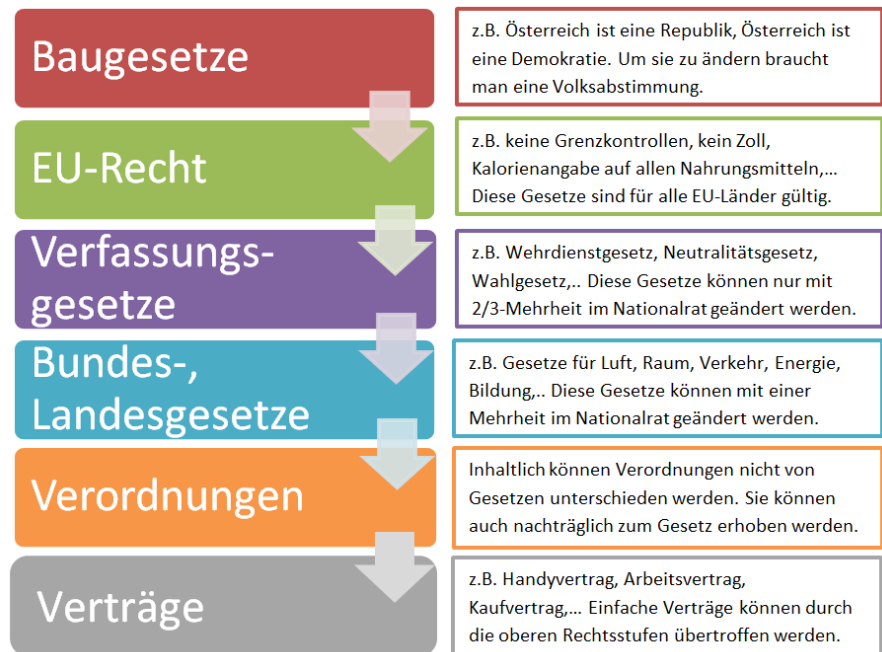 Baugesetze
z.B. Österreich ist eine Republik, Österreich ist
eine Demokratie. Um sie zu ändern braucht
man eine Volksabstimmung.
EU-Recht
z.B. keine Grenzkontrollen, kein Zoll,
Kalorienangabe auf allen Nahrungsmitteln,...
Diese Gesetze sind für alle EU-Länder gültig.
Verfassungs-
gesetze
z.B. Wehrdienstgesetz, Neutralitätsgesetz,
Wahlgesetz,.. Diese Gesetze können nur mit
2/3-Mehrheit im Nationalrat geändert werden.
Bundes-,
Landesgesetze
z.B. Gesetze für Luft, Raum, Verkehr, Energie,
Bildung,.. Diese Gesetze können mit einer
Mehrheit im Nationalrat geändert werden.
Verordnungen
Inhaltlich können Verordnungen nicht von
Gesetzen unterschieden werden. Sie können
auch nachträglich zum Gesetz erhoben werden.
Verträge
z.B. Handyvertrag, Arbeitsvertrag,
Kaufvertrag,... Einfache Verträge können durch
die oberen Rechtsstufen übertroffen werden.